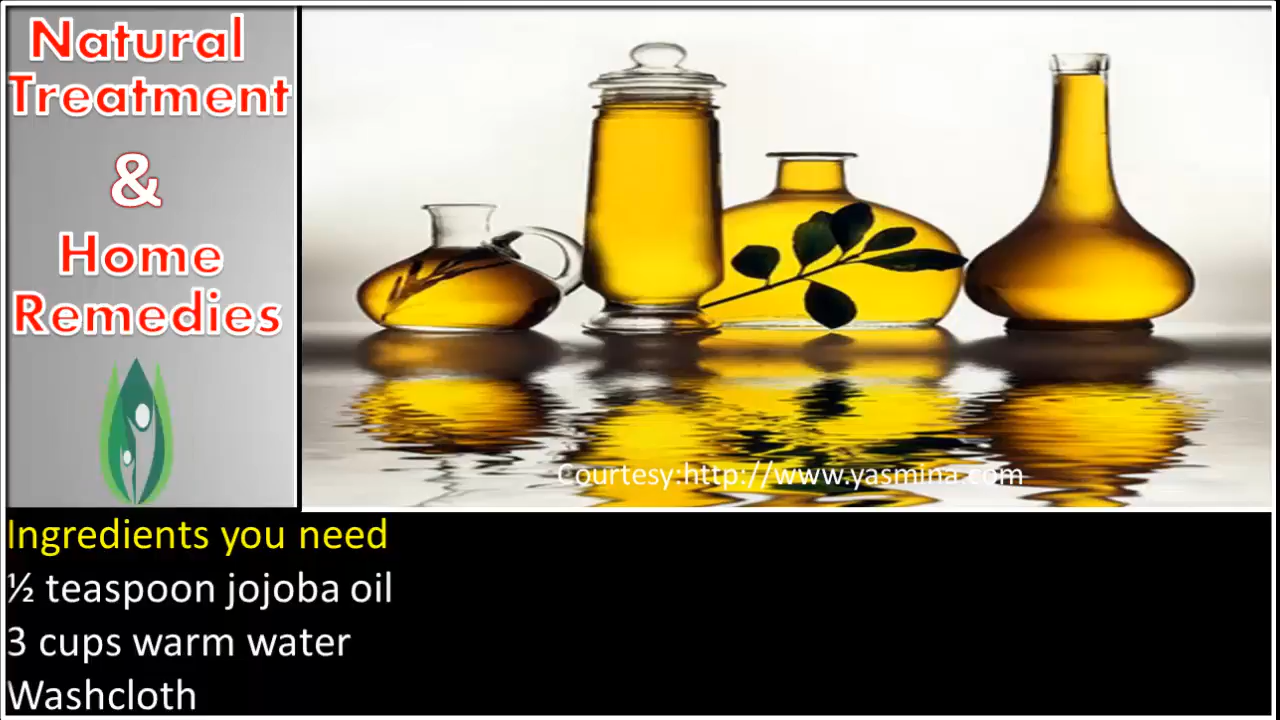 Natural
Treatment
&
Home
Remedies
Courtesy:http://www.yasmina.com
Ingredients you need
½ teaspoon jojoba oil
3 cups warm water
Washcloth